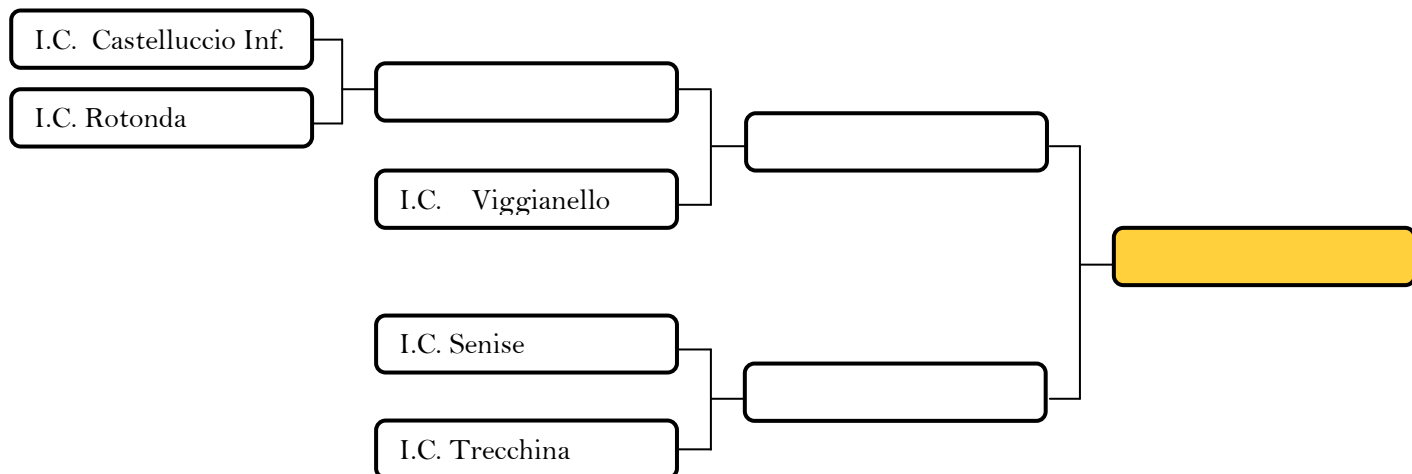 I.C. Castelluccio Inf.
I.C. Rotonda
I.C. Viggianello
I.C. Senise
I.C. Trecchina